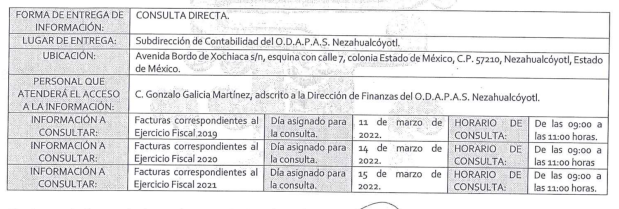 FORMA DE ENTREGA DE INFORMACIÓN: CONSULTA DIRECTA.
LUGAR DE ENTREGA: Subdirección de Contabilidad del O.D.A.P.A.S. Nezahualcóyotl.
UBICACIÓN: Avenida Bordo de Xochiaca s/n, esquina con calle 7, colonia Estado de México, C.P. 57210, Nezahualcóyotl, Estado
de México.
PERSONAL QUE
ATENDERÁ EL ACCESO
A LA INFORMACIÓN:
C. Gonzalo Galicia Martínez, adscrito a la Dirección de Finanzas del O.D.A.P.A.S. Nezahualcóyotl.
INFORMACIÓN A Facturas correspondientes al Día asignado para 11 de marzo de HORARIO DE De las 09:00 a
CONSULTAR: Ejercicio Fiscal 2019 la consulta. 2022. CONSULTA: las 11:00 horas.
INFORMACIÓN A Facturas correspondientes al Día asignado para 14 de marzo de HORARIO DE De las 09:00 a
CONSULTAR: Ejercicio Fiscal 2020 la consulta. 2022. CONSULTA: las 11:00 horas
INFORMACIÓN A Facturas correspondientes al Día asignado para 15 de marzo de HORARIO DE De las 09:00 a
CONSULTAR: Ejercicio Fiscal 2021 la consulta. 2022. CONSULTA: las 11:00 horas.